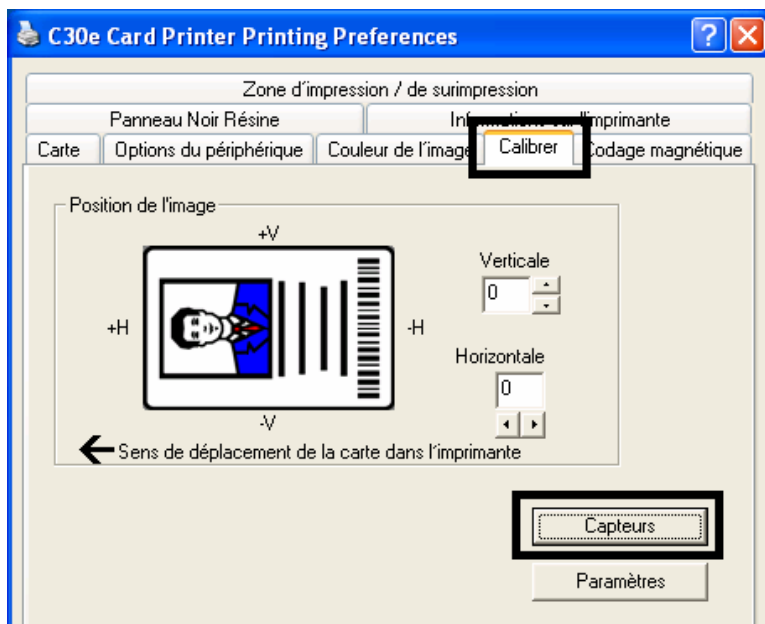 C30e Card Printer Printing Preferences
Zone d'impression / de surimpression
Panneau Noir Résine
Informations sur l'imprimante
Carte
Options du périphérique
Couleur de l'image
Calibrer
Codage magnétique
Position de l'image
+V
Verticale
0
+H
-H
Horizontale
0
-V
Sens de déplacement de la carte dans l'imprimante
Capteurs
Paramètres